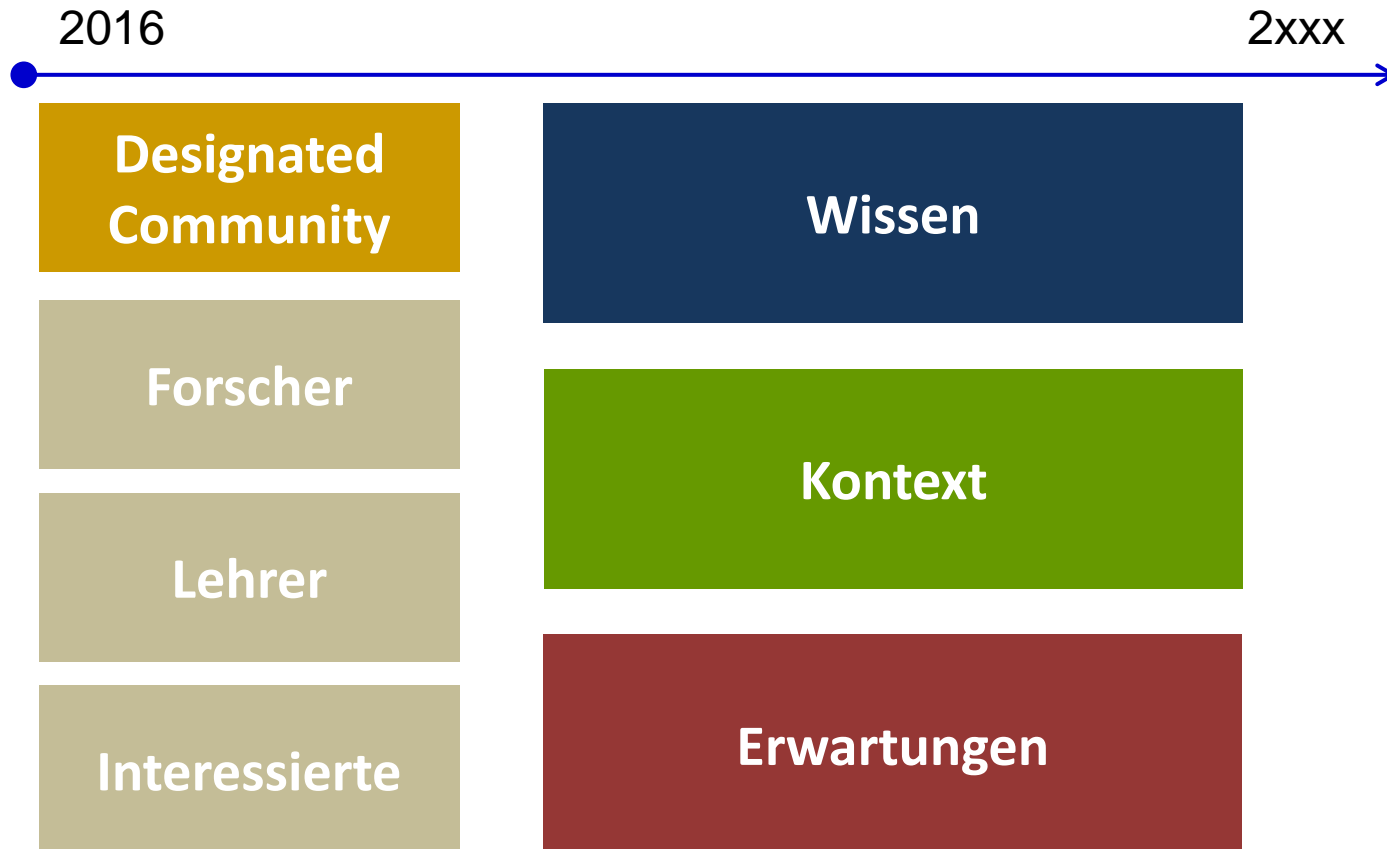 2016
2xxx
Designated
Community
Forscher
Lehrer
Interessierte
Wissen
Kontext
Erwartungen